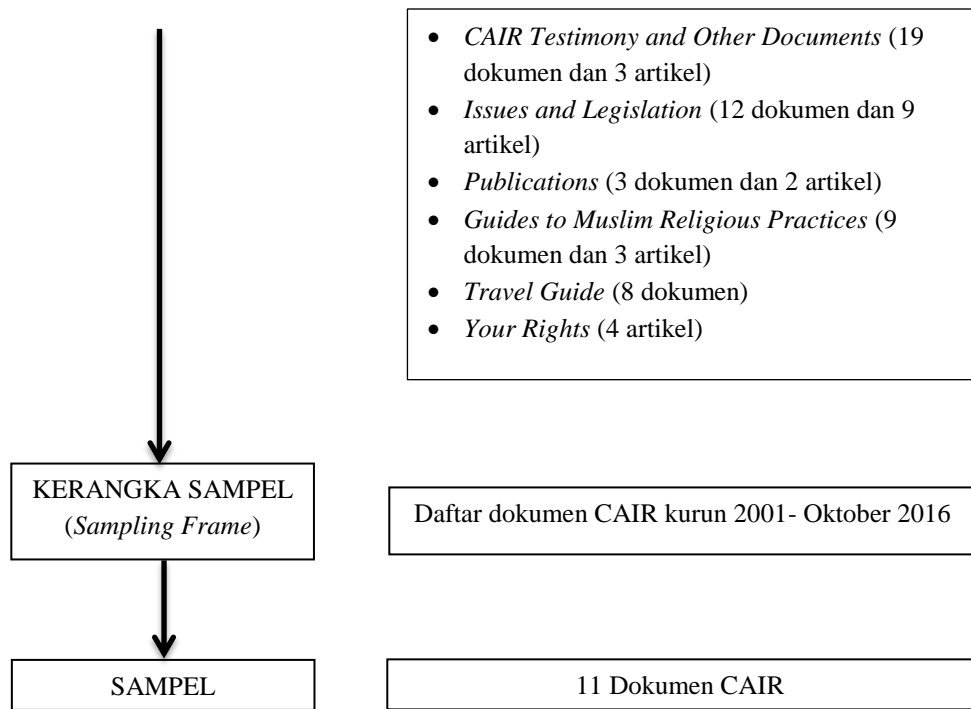 • CAIR Testimony and Other Documents (19
dokumen dan 3 artikel)
• Issues and Legislation (12 dokumen dan 9
artikel)
• Publications (3 dokumen dan 2 artikel)
• Guides to Muslim Religious Practices (9
dokumen dan 3 artikel)
• Travel Guide (8 dokumen)
• Your Rights (4 artikel)
KERANGKA SAMPEL
(Sampling Frame)
Daftar dokumen CAIR kurun 2001- Oktober 2016
SAMPEL
11 Dokumen CAIR